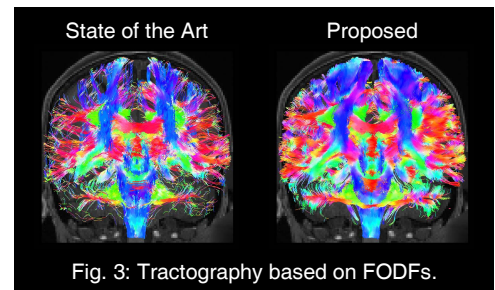 State of the Art
Proposed
Fig. 3: Tractography based on FODFs.